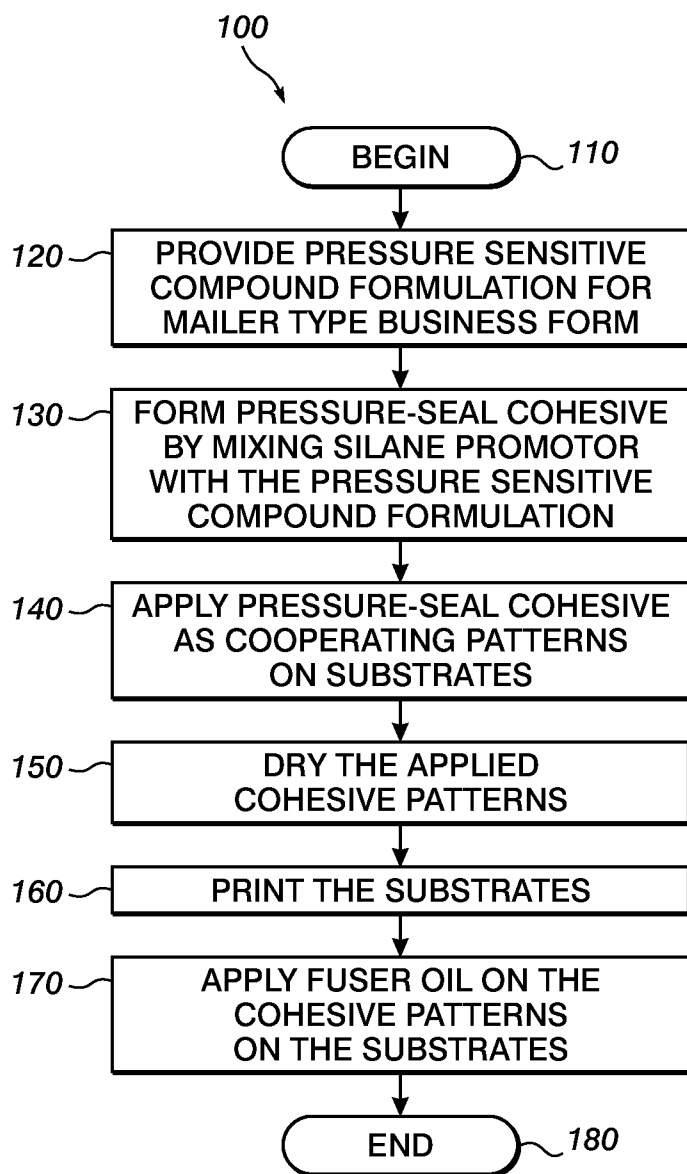 100
BEGIN
110
120
PROVIDE PRESSURE SENSITIVE
COMPOUND FORMULATION FOR
MAILER TYPE BUSINESS FORM
130
FORM PRESSURE-SEAL COHESIVE
BY MIXING SILANE PROMOTOR
WITH THE PRESSURE SENSITIVE
COMPOUND FORMULATION
140
APPLY PRESSURE-SEAL COHESIVE
AS COOPERATING PATTERNS
ON SUBSTRATES
150
DRY THE APPLIED
COHESIVE PATTERNS
160
PRINT THE SUBSTRATES
170
APPLY FUSER OIL ON THE
COHESIVE PATTERNS
ON THE SUBSTRATES
END
180